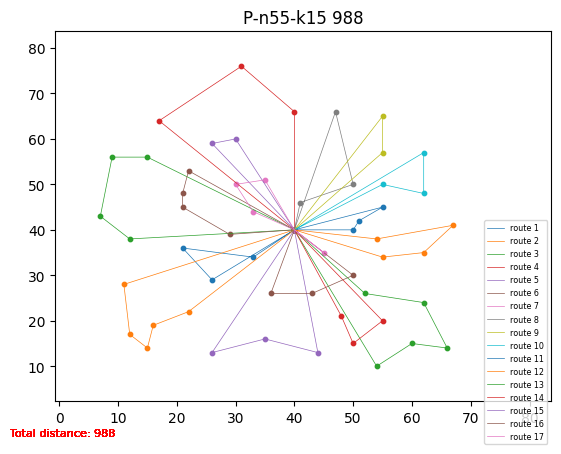 P-n55-k15 988
80
70
60
50
40
30
20
10
0 10 20 30 40 50 60 70
route 1
route 2
route 3
route 4
route 5
route 6
route 7
route 8
route 9
route 10
route 11
route 12
route 13
route 14
route 15
route 16
route 17
Total distance: